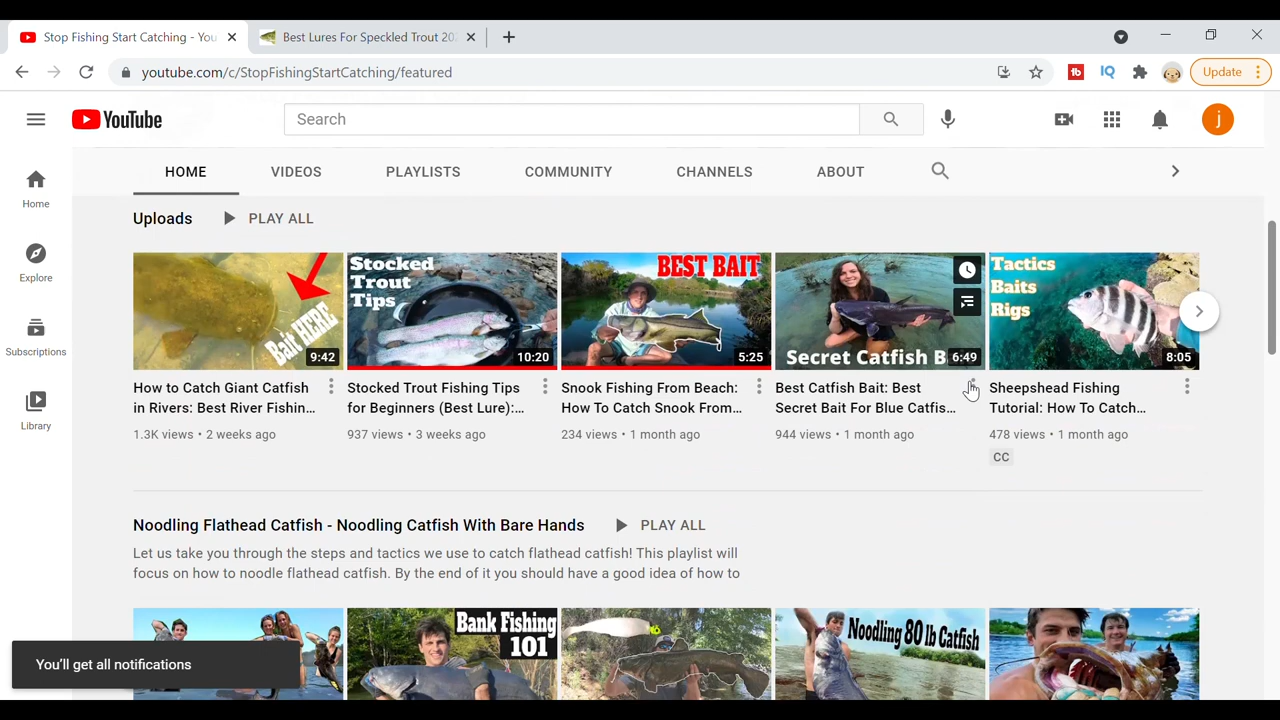 Stop Fishing Start Catching - You
Best Lures For Speckled Trout 202
youtube.com/c/StopFishingStartCatching/featured
tb
IQ
Update
YouTube
Search
j
HOME
VIDEOS
PLAYLISTS
COMMUNITY
CHANNELS
ABOUT
Home
Explore
Subscriptions
Library
Uploads
PLAY ALL
Bait HERE
9:42
Stocked
Trout
Tips
10:20
BEST BAIT
5:25
Secret Catfish B
6:49
Tactics
Baits
Rigs
8:05
How to Catch Giant Catfish
in Rivers: Best River Fishin...
1.3K views • 2 weeks ago
Stocked Trout Fishing Tips
for Beginners (Best Lure):...
937 views • 3 weeks ago
Snook Fishing From Beach:
How To Catch Snook From...
234 views • 1 month ago
Best Catfish Bait: Best
Secret Bait For Blue Catfis...
944 views • 1 month ago
Sheepshead Fishing
Tutorial: How To Catch...
478 views • 1 month ago
CC
Noodling Flathead Catfish - Noodling Catfish With Bare Hands
PLAY ALL
Let us take you through the steps and tactics we use to catch flathead catfish! This playlist will
focus on how to noodle flathead catfish. By the end of it you should have a good idea of how to
Bank Fishing
101
Noodling 80 lb Catfish
You'll get all notifications